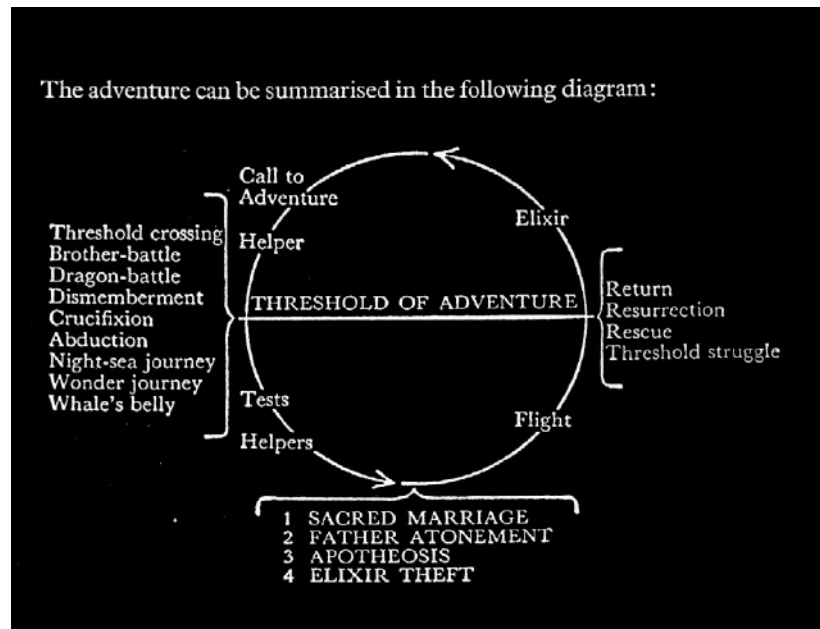 The adventure can be summarised in the following diagram:
Call to
Adventure
Helper
Elixir
Threshold crossing
Brother-battle
Dragon-battle
Dismemberment
Crucifixion
Abduction
Night-sea journey
Wonder journey
Whale's belly
THRESHOLD OF ADVENTURE
Return
Resurrection
Rescue
Threshold struggle
Tests
Helpers
Flight
1 SACRED MARRIAGE
2 FATHER ATONEMENT
3 APOTHEOSIS
4 ELIXIR THEFT